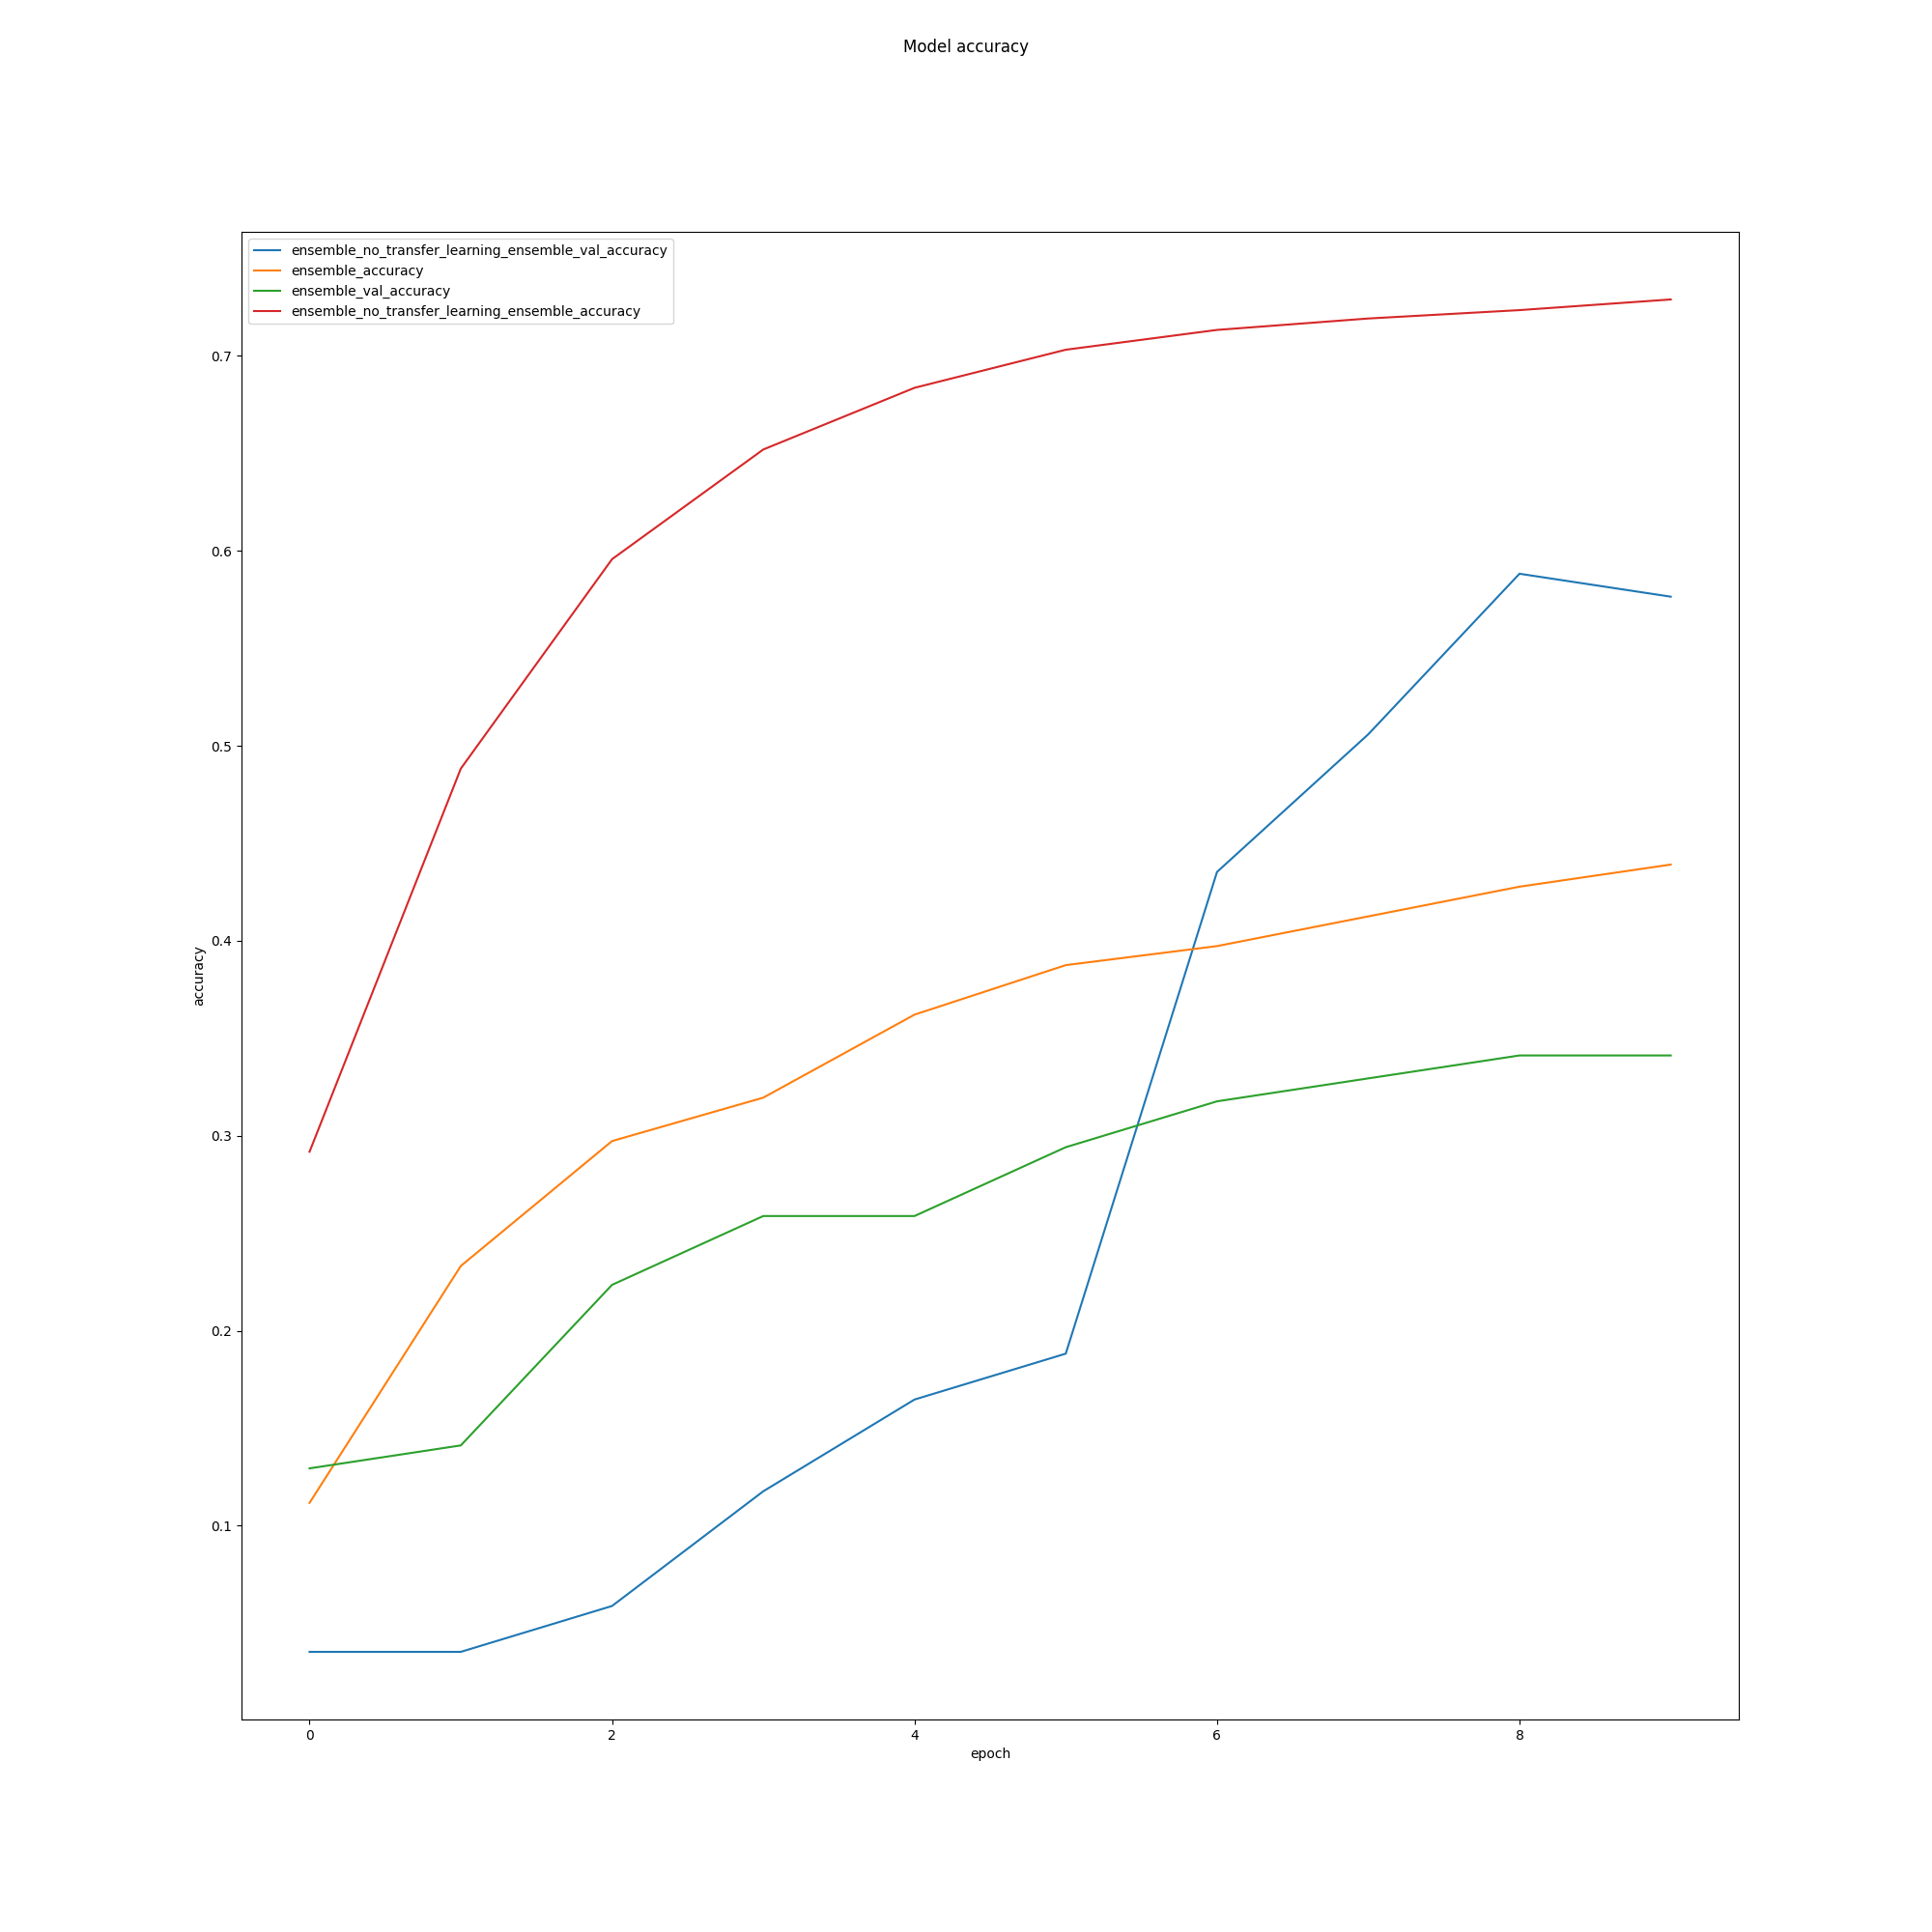 Model accuracy
ensemble_no_transfer_learning_ensemble_val_accuracy
ensemble_accuracy
ensemble_val_accuracy
ensemble_no_transfer_learning_ensemble_accuracy
0.7
0.6
0.5
0.4
0.3
0.2
0.1
accuracy
0 2 4 6 8
epoch